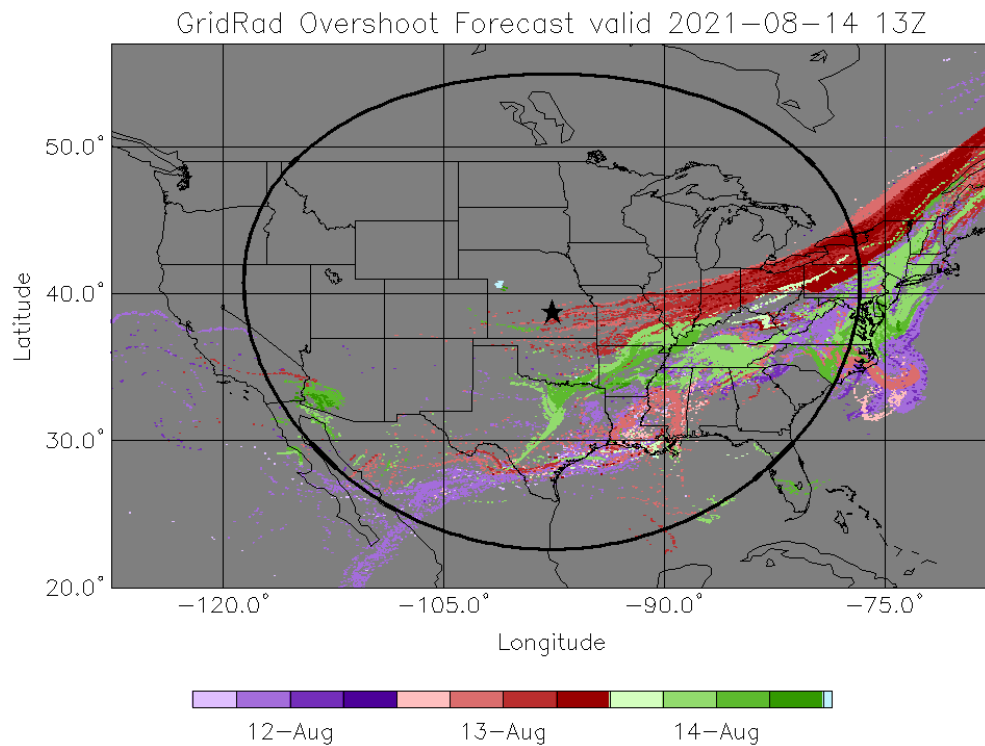 GridRad Overshoot Forecast valid 2021-08-14 13Z
50.0°
40.0°
30.0°
20.0°
Latitude
-120.0°
-105.0°
-90.0°
-75.0°
Longitude
12-Aug
13-Aug
14-Aug